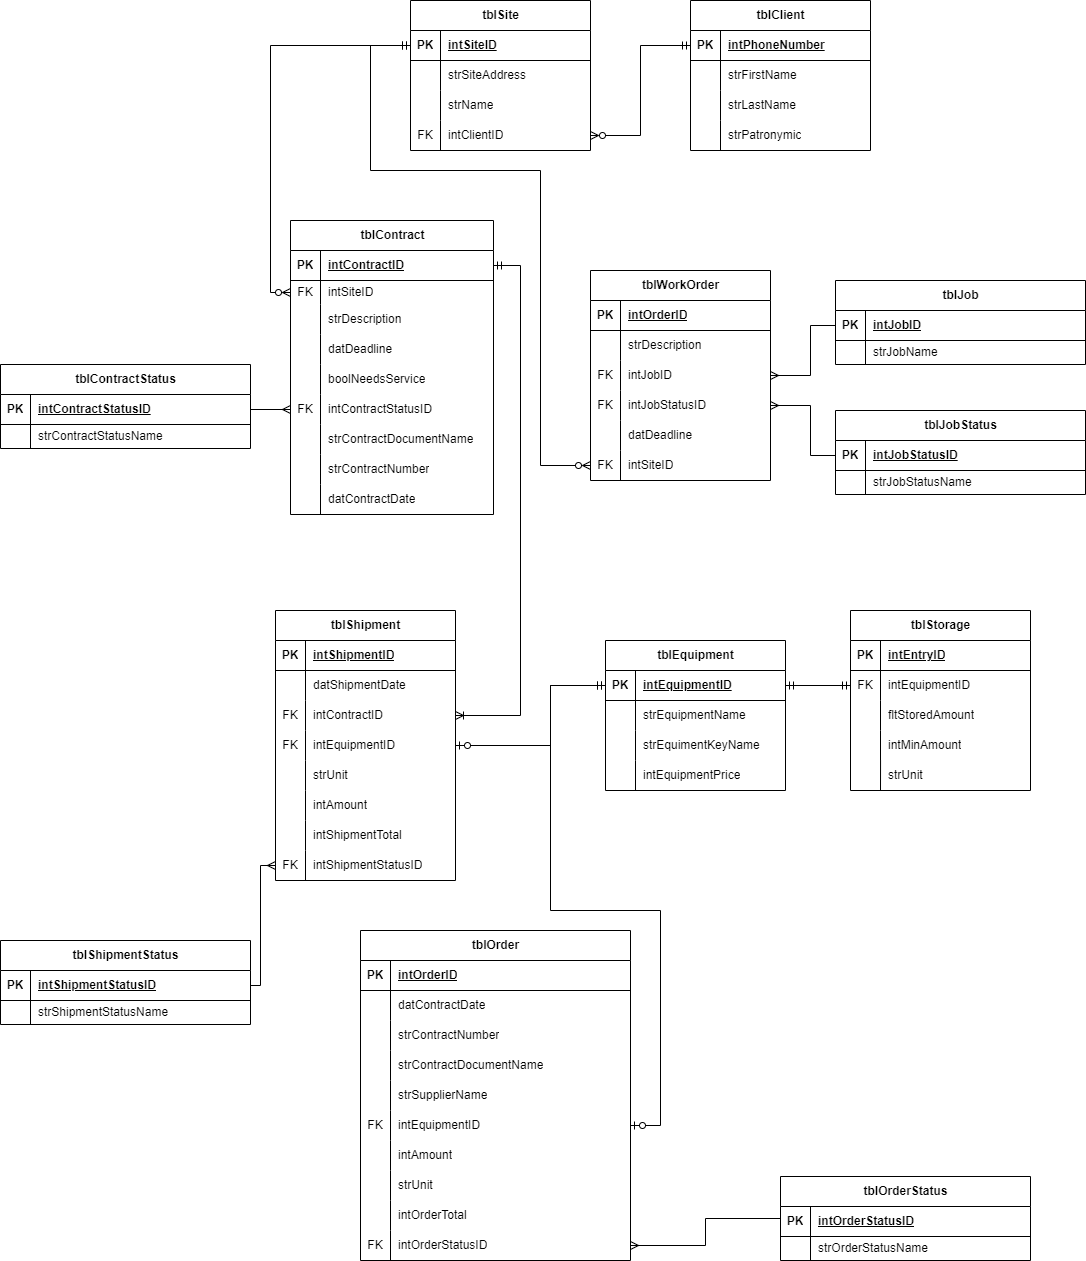 tblSite
PK intSiteID
strSiteAddress
strName
FK intClientID
tblClient
PK intPhoneNumber
strFirstName
strLastName
strPatronymic
tblContract
PK intContractID
FK intSiteID
strDescription
datDeadline
boolNeedsService
FK intContractStatusID
strContractDocumentName
strContractNumber
datContractDate
tblWorkOrder
PK intOrderID
strDescription
FK intJobID
FK intJobStatusID
datDeadline
FK intSiteID
tblJob
PK intJobID
strJobName
tblContractStatus
PK intContractStatusID
strContractStatusName
tblJobStatus
PK intJobStatusID
strJobStatusName
tblShipment
PK intShipmentID
datShipmentDate
FK intContractID
FK intEquipmentID
strUnit
intAmount
intShipmentTotal
FK intShipmentStatusID
tblEquipment
PK intEquipmentID
strEquipmentName
strEquimentKeyName
intEquipmentPrice
tblStorage
PK intEntryID
FK intEquipmentID
fltStoredAmount
intMinAmount
strUnit
tblShipmentStatus
PK intShipmentStatusID
strShipmentStatusName
tblOrder
PK intOrderID
datContractDate
strContractNumber
strContractDocumentName
strSupplierName
FK intEquipmentID
intAmount
strUnit
intOrderTotal
FK intOrderStatusID
tblOrderStatus
PK intOrderStatusID
strOrderStatusName